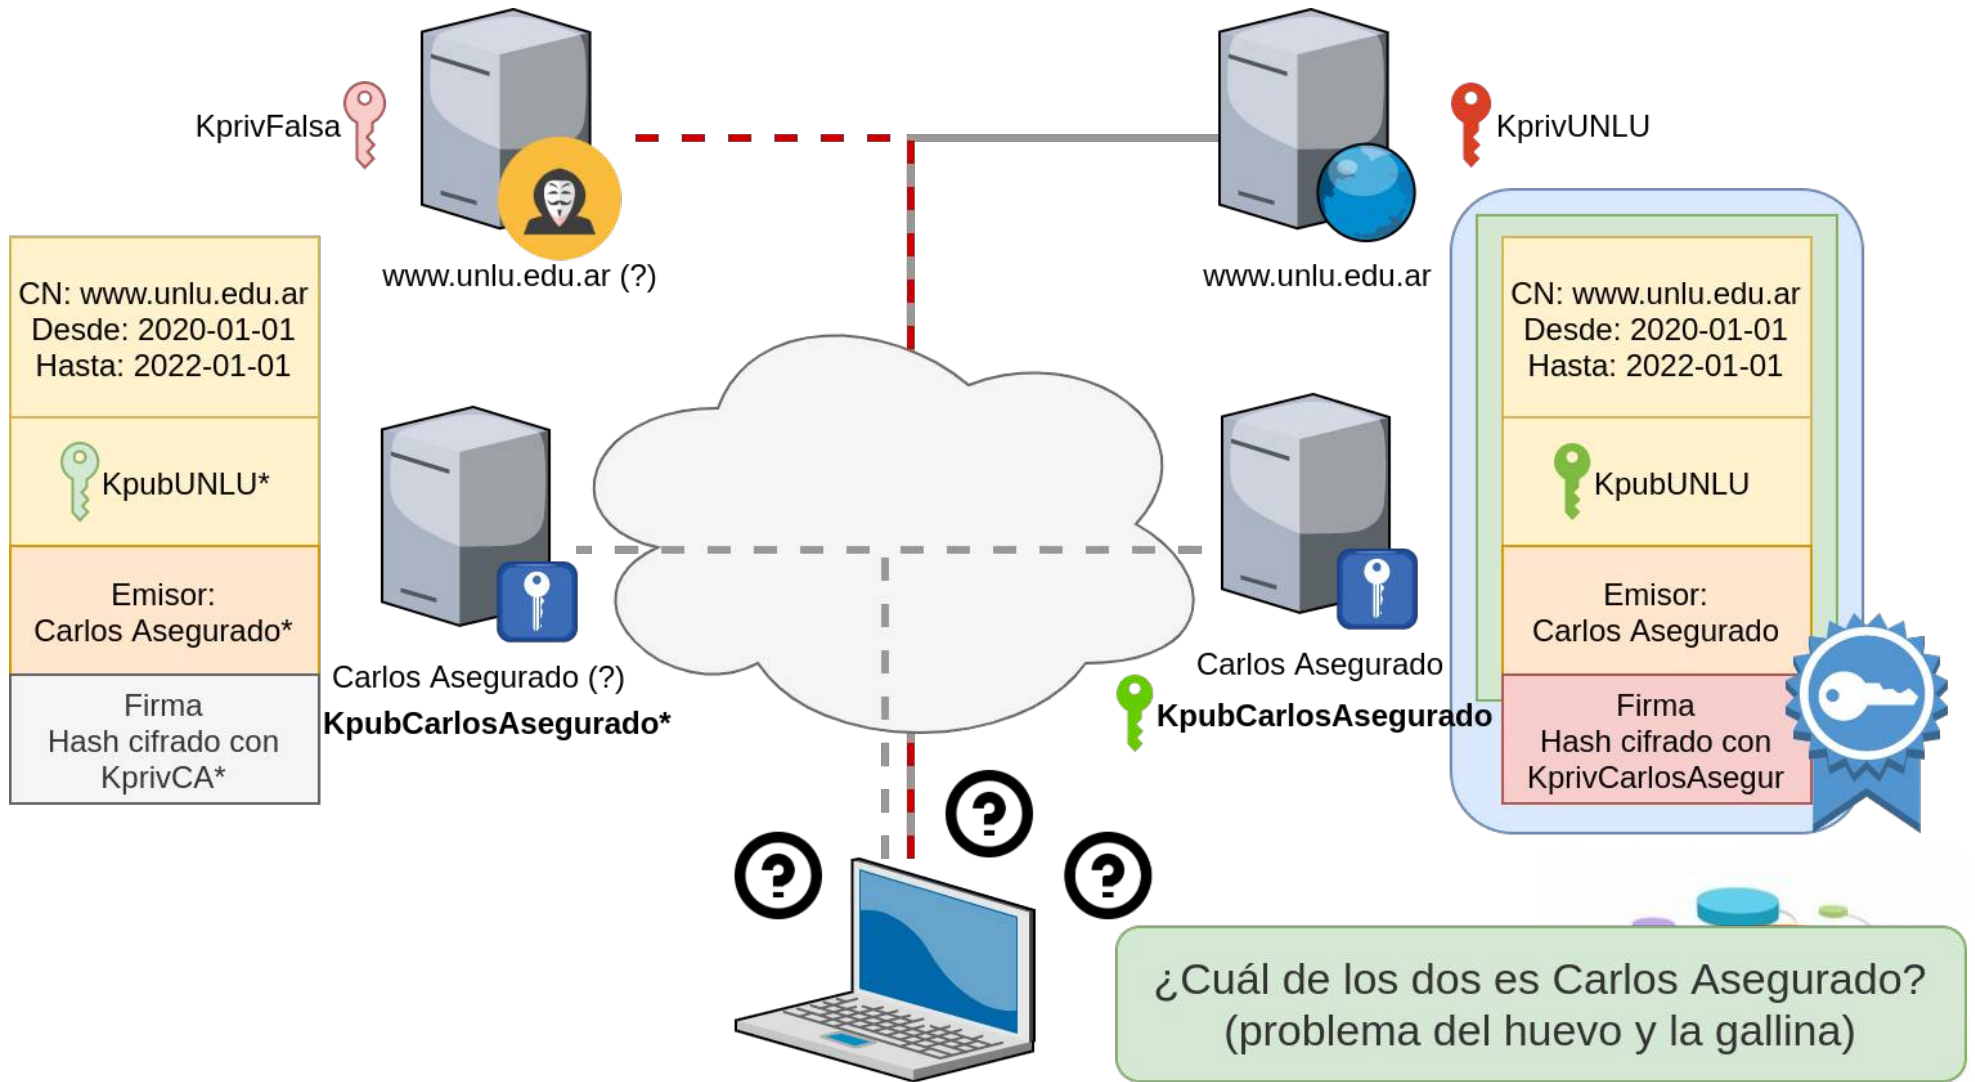 KprivFalsa
KprivUNLU
www.unlu.edu.ar (?)
www.unlu.edu.ar
CN: www.unlu.edu.ar
Desde: 2020-01-01
Hasta: 2022-01-01
KpubUNLU*
Emisor:
Carlos Asegurado*
Firma
Hash cifrado con
KprivCA*
Carlos Asegurado (?)
KpubCarlosAsegurado*
Carlos Asegurado
KpubCarlosAsegurado
CN: www.unlu.edu.ar
Desde: 2020-01-01
Hasta: 2022-01-01
KpubUNLU
Emisor:
Carlos Asegurado
Firma
Hash cifrado con
KprivCarlosAsegur
?
?
?
¿Cuál de los dos es Carlos Asegurado?
(problema del huevo y la gallina)